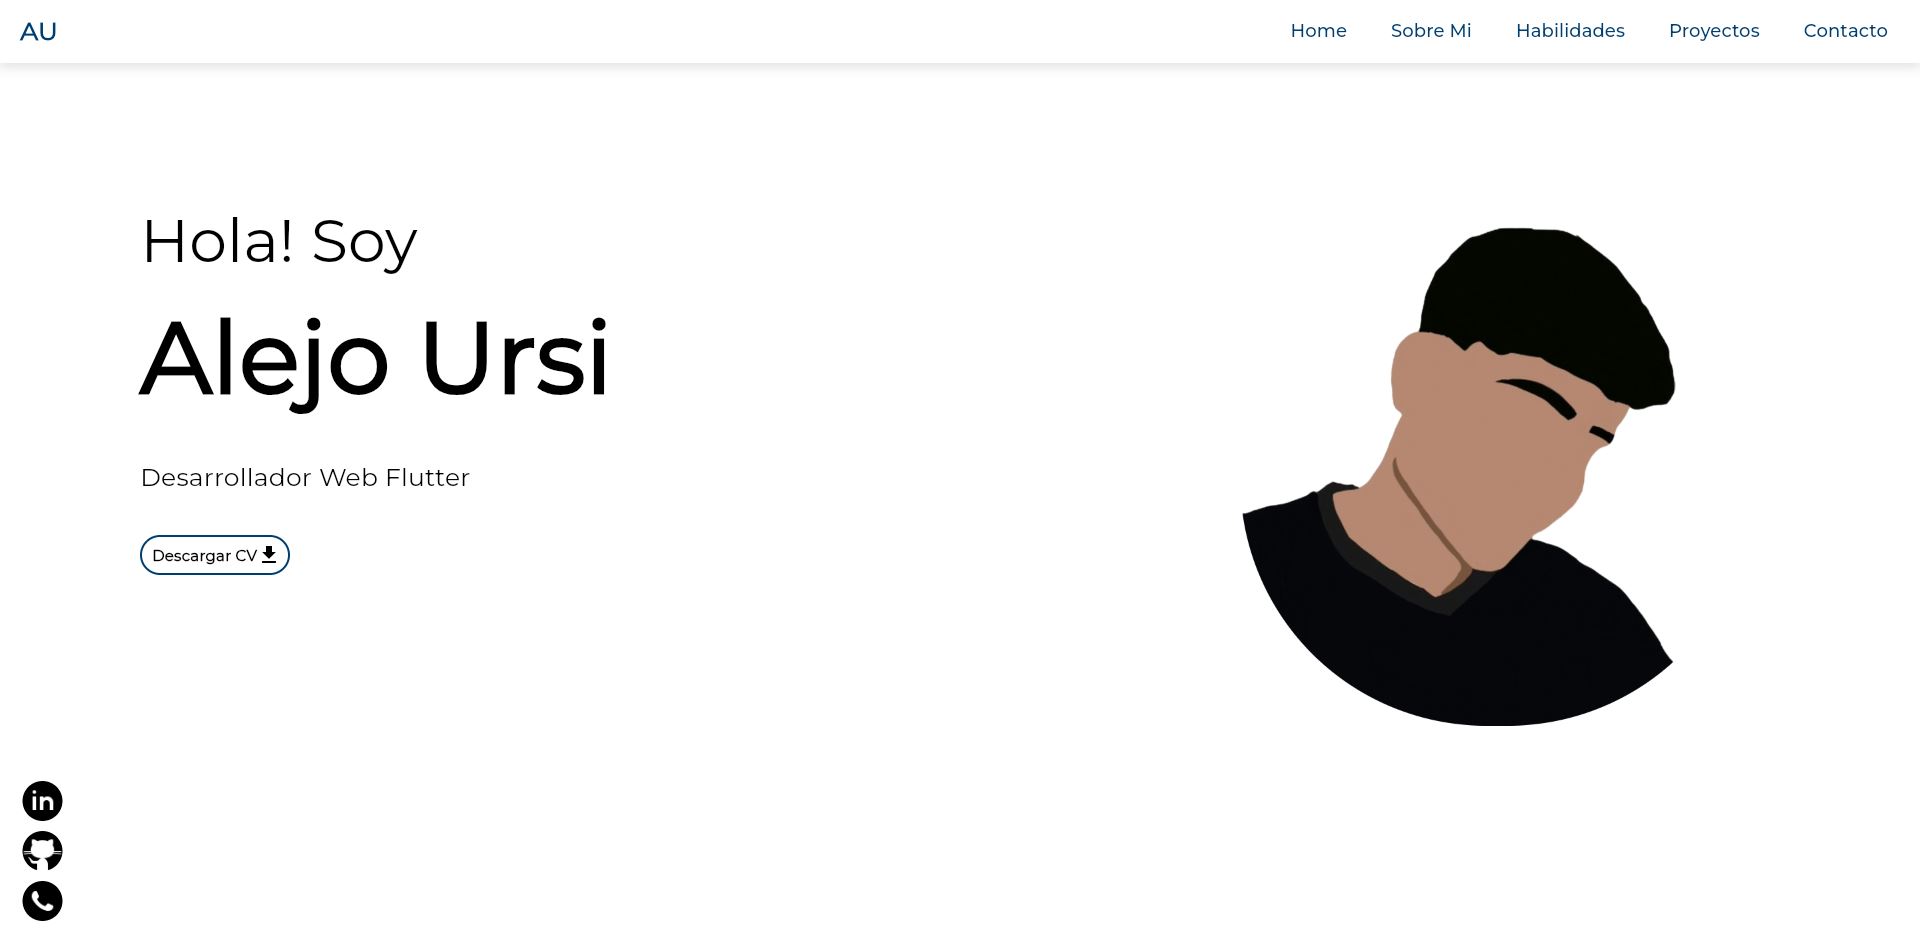 AU
Home
Sobre Mi
Habilidades
Proyectos
Contacto
Hola! Soy
Alejo Ursi
Desarrollador Web Flutter
Descargar CV
in